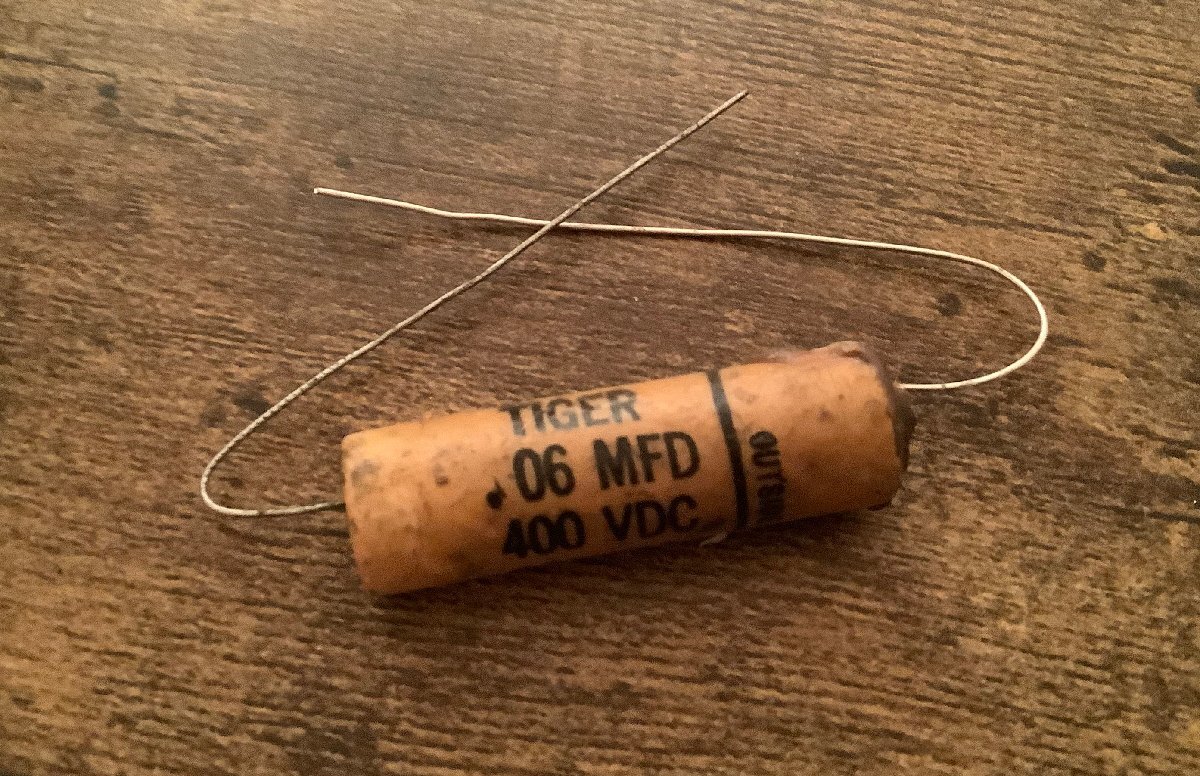 TIGER
.06 MFD
400 VDC